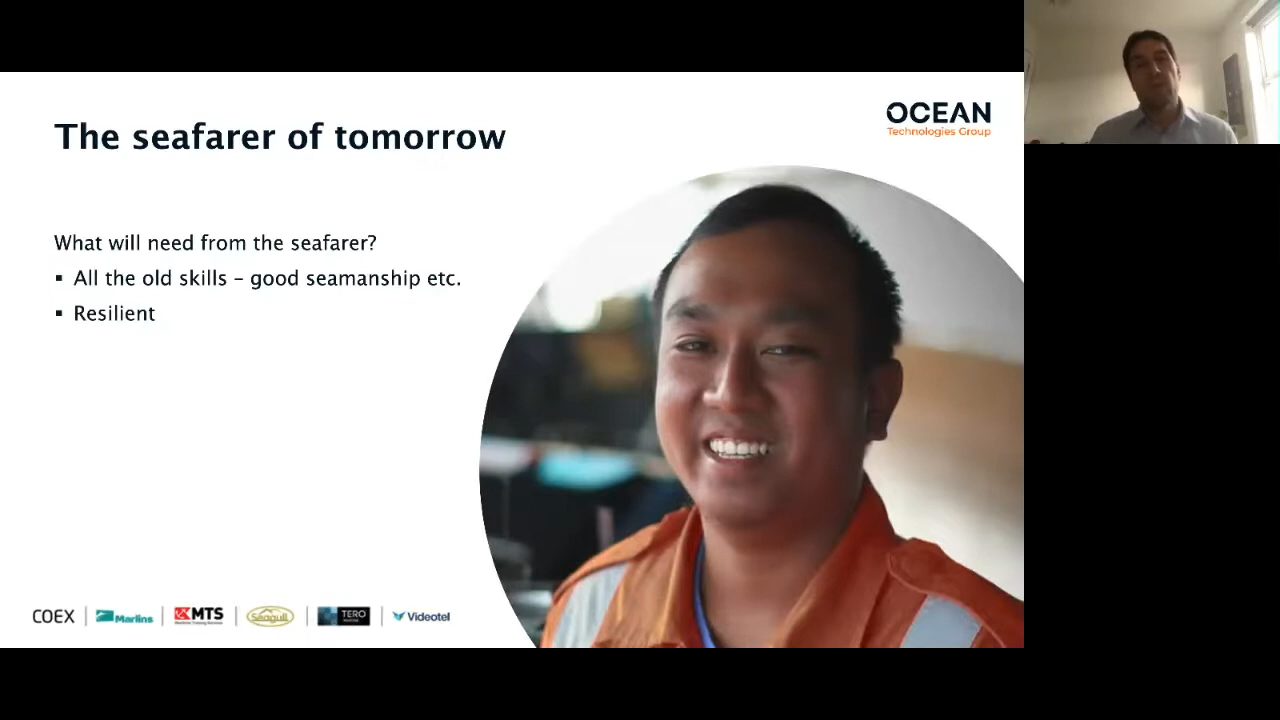 The seafarer of tomorrow
OCEAN
Technologies Group
What will need from the seafarer?
▪ All the old skills – good seamanship etc.
▪ Resilient
COEX
Marlins
MTS
Seagull
TERO
Videotel